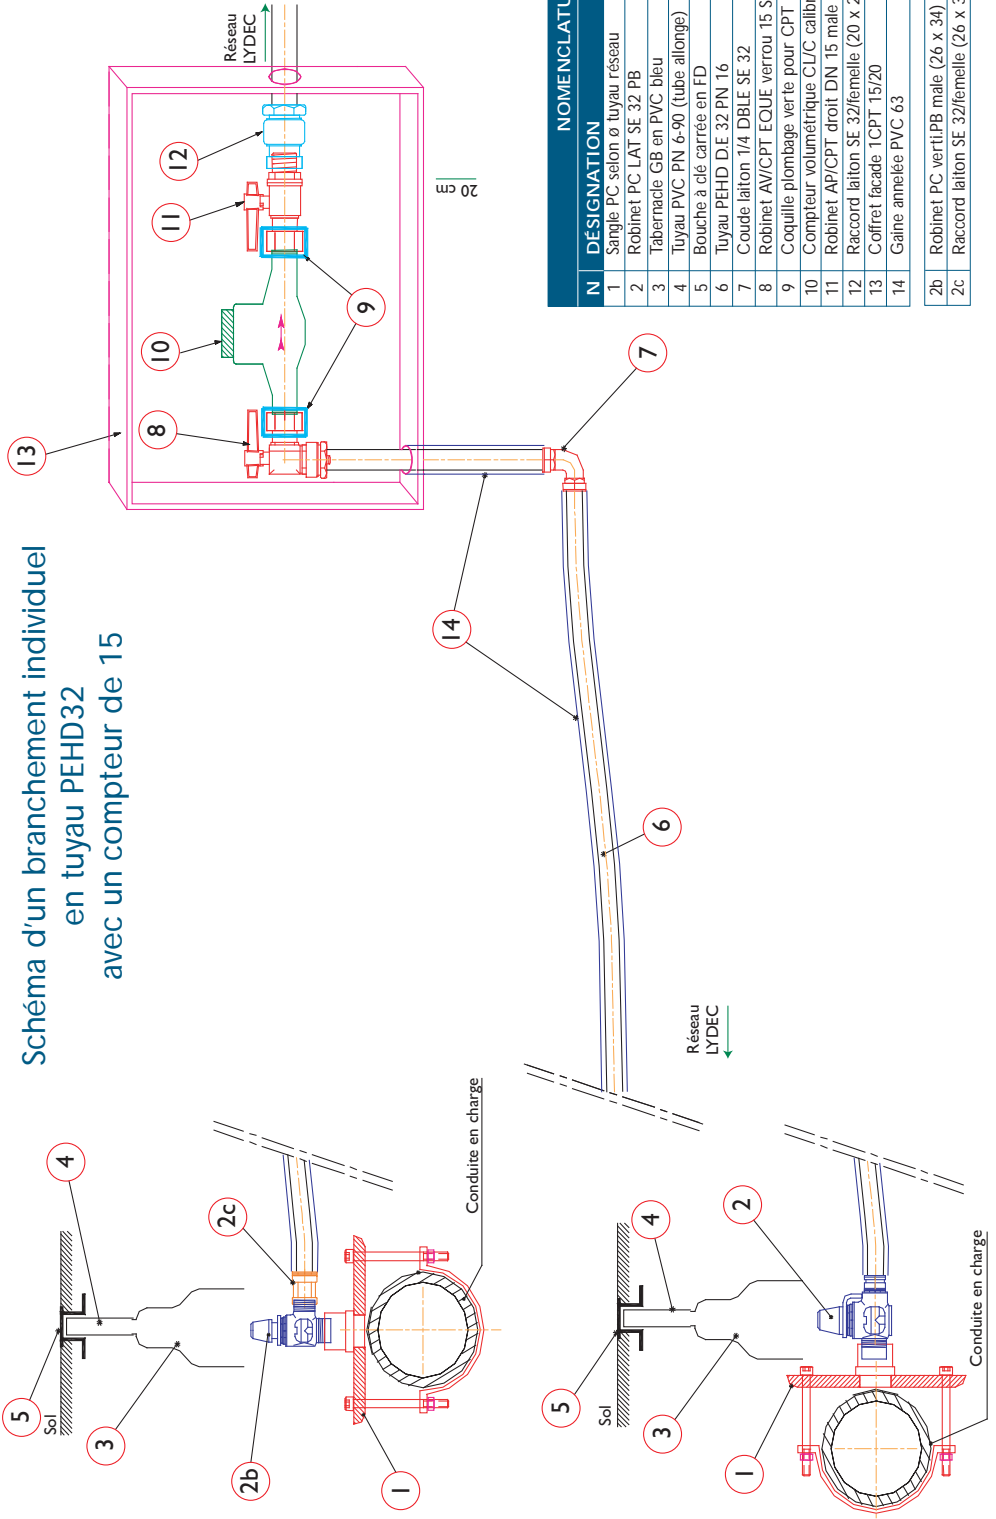 Schéma d'un branchement individuel
en tuyau PEHD32
avec un compteur de 15
5
4
Sol
3
2c
2b
1
Conduite en charge
13
8
10
11
12
9
Réseau
LYDEC
20 cm
7
14
6
Réseau
LYDEC
5
4
Sol
3
2
1
Conduite en charge
N DÉSIGNATION
1 Sangle PC selon ø tuyau réseau
2 Robinet PC LAT SE 32 PB
3 Tabernacle GB en PVC bleu
4 Tuyau PVC PN 6-90 (tube allonge)
5 Bouche à clé carrée en FD
6 Tuyau PEHD D.E 32 PN 16
7 Coude laiton 1/4 DBLE SE 32
8 Robinet AV/CPT EQUE verrou 15 S
9 Coquille plombage verte pour CPT
10 Compteur volumétrique CL/C calib
11 Robinet AP/CPT droit DN 15 male
12 Raccord laiton SE 32/femelle (20 x 2
13 Coffret facade 1CPT 15/20
14 Gaine annelée PVC 63
2b Robinet PC verti.PB male (26 x 34)
2c Raccord laiton SE 32/femelle (26 x 3